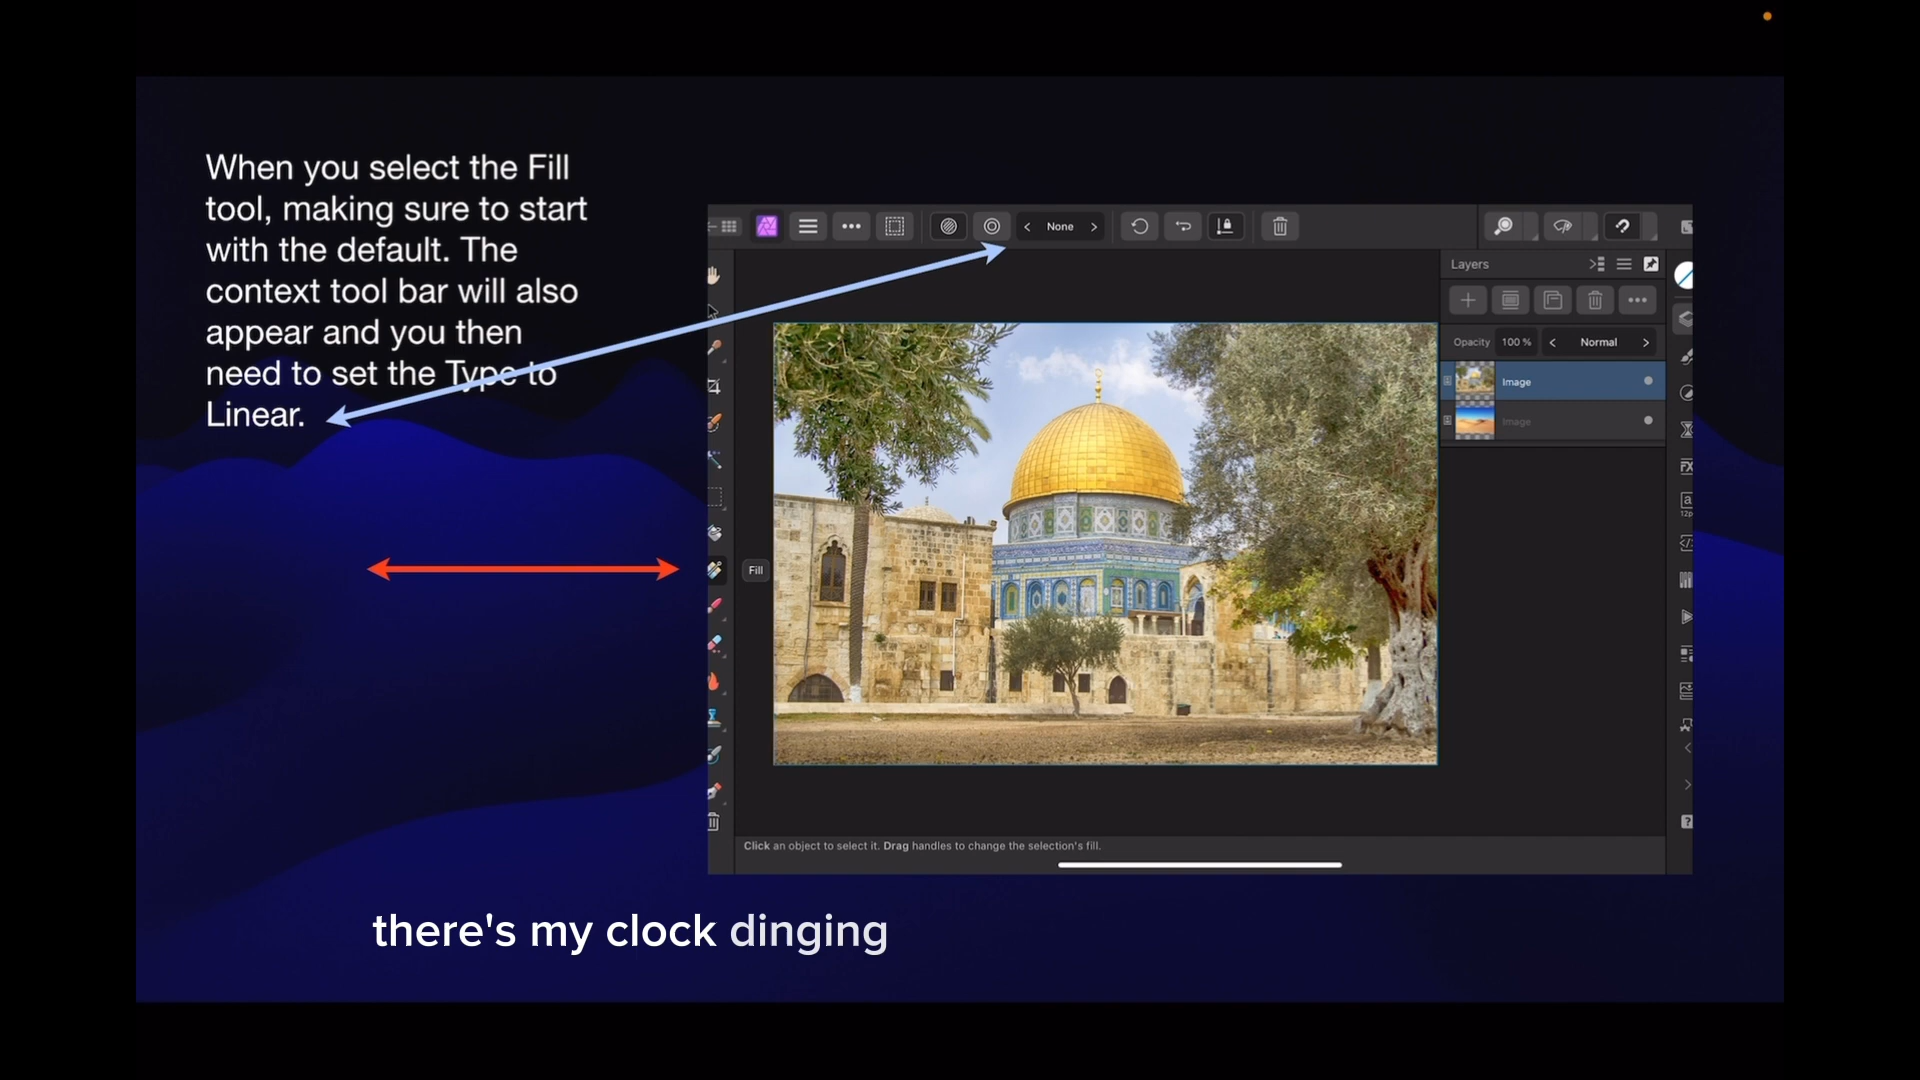 When you select the Fill
tool, making sure to start
with the default. The
context tool bar will also
appear and you then
need to set the Type to
Linear.
None
Layers
Opacity 100 % Normal
Image
Image
Fill
Click an object to select it. Drag handles to change the selection's fill.
there's my clock dinging